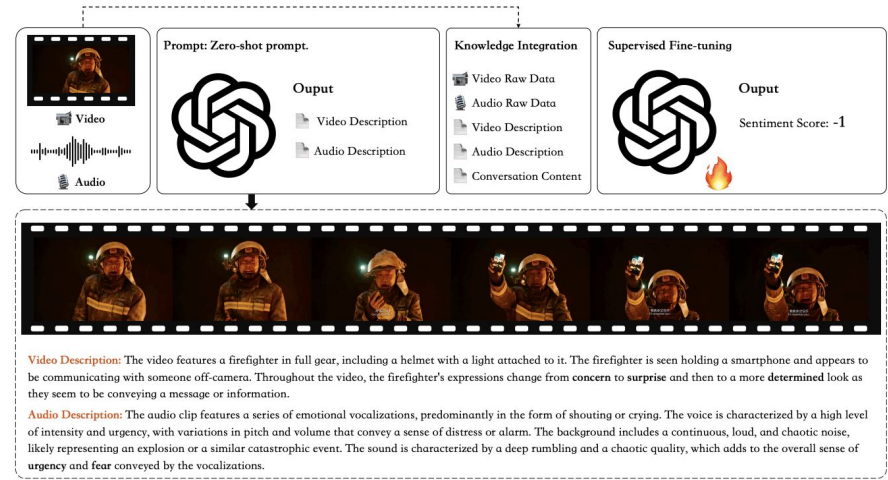 Prompt: Zero-shot prompt.
Ouput
Video Description
Audio Description
Video
Audio
Knowledge Integration
Video Raw Data
Audio Raw Data
Video Description
Audio Description
Conversation Content
Supervised Fine-tuning
Ouput
Sentiment Score: -1
Video Description: The video features a firefighter in full gear, including a helmet with a light attached to it. The firefighter is seen holding a smartphone and appears to
be communicating with someone off-camera. Throughout the video, the firefighter's expressions change from concern to surprise and then to a more determined look as
they seem to be conveying a message or information.
Audio Description: The audio clip features a series of emotional vocalizations, predominantly in the form of shouting or crying. The voice is characterized by a high level
of intensity and urgency, with variations in pitch and volume that convey a sense of distress or alarm. The background includes a continuous, loud, and chaotic noise,
likely representing an explosion or a similar catastrophic event. The sound is characterized by a deep rumbling and a chaotic quality, which adds to the overall sense of
urgency and fear conveyed by the vocalizations.